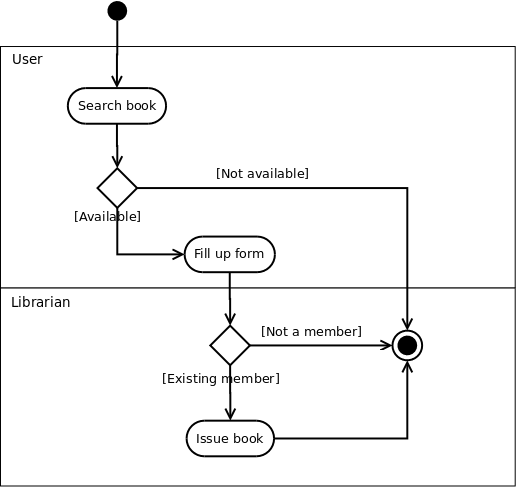 User
Search book
[Not available]
[Available]
Fill up form
Librarian
[Not a member]
[Existing member]
Issue book